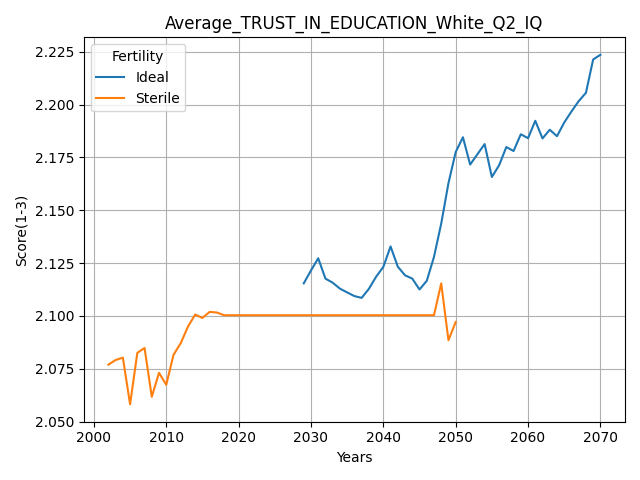 Average_TRUST_IN_EDUCATION_White_Q2_IQ
Fertility
Ideal
Sterile
Score(1-3)
2.225
2.200
2.175
2.150
2.125
2.100
2.075
2.050
2000 2010 2020 2030 2040 2050 2060 2070
Years